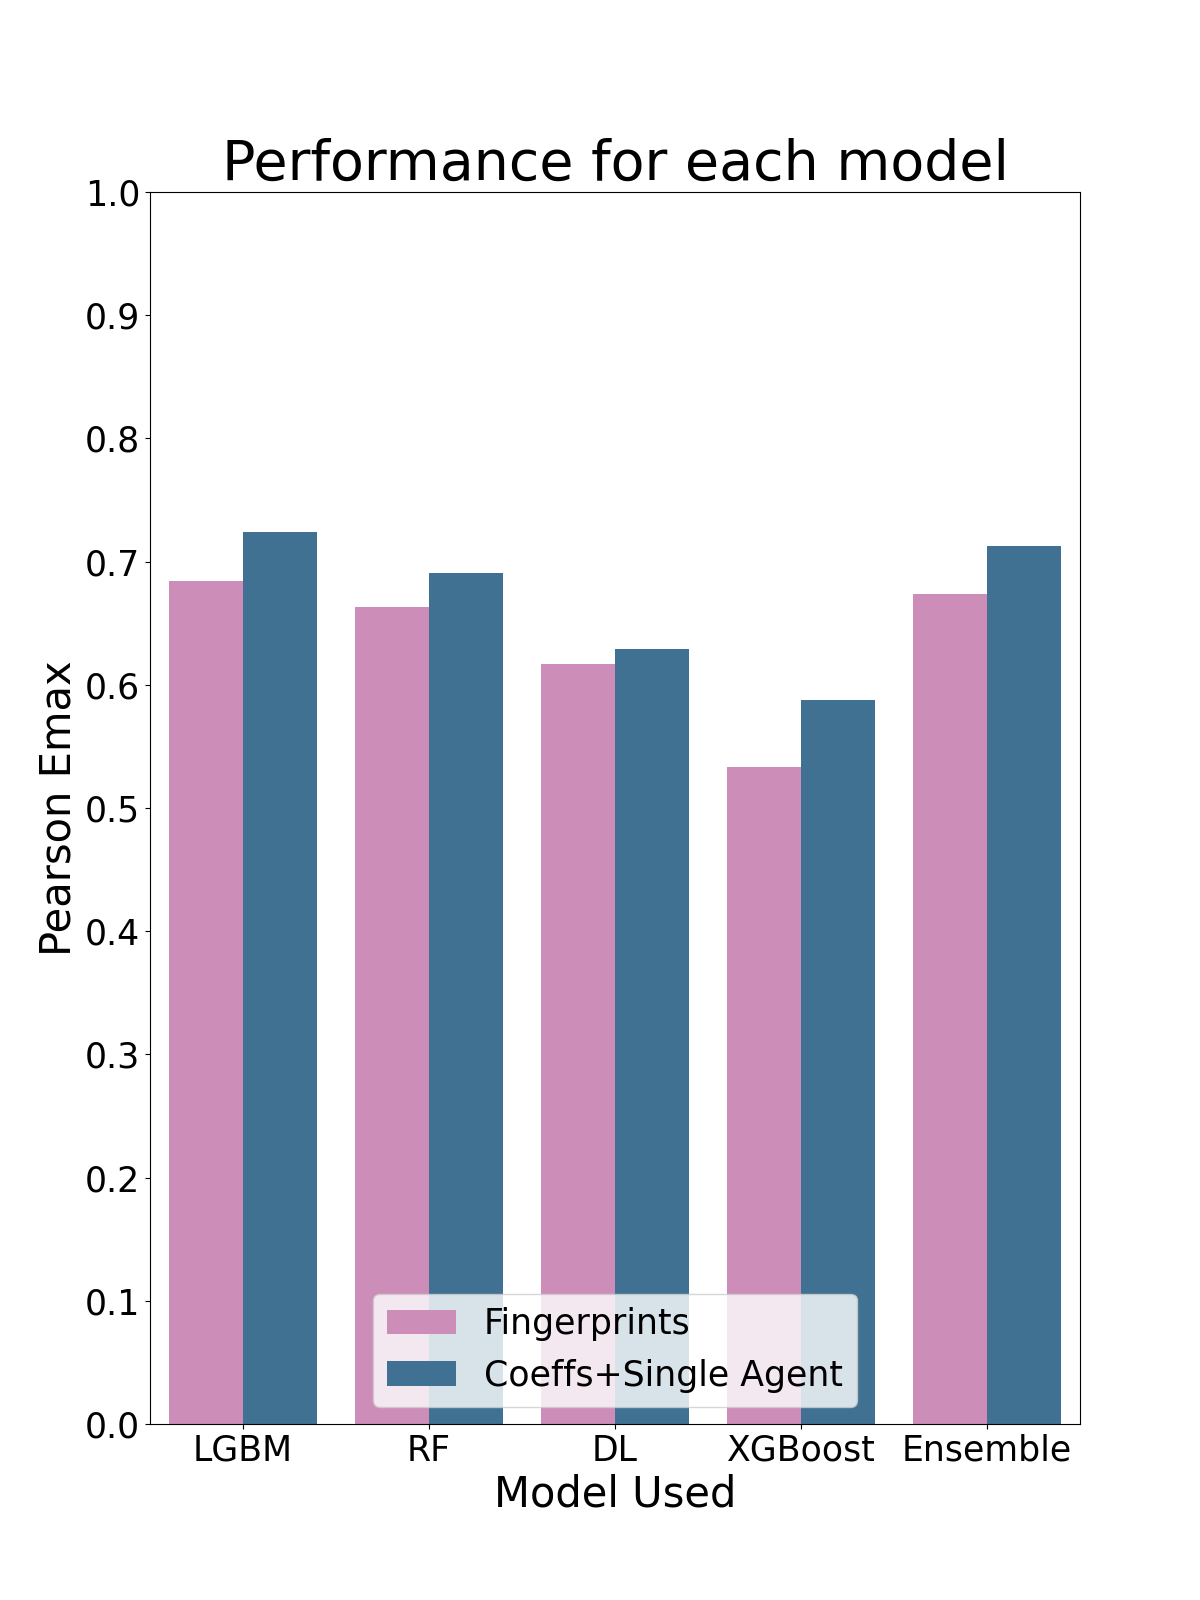 Performance for each model
1.0
0.9
0.8
0.7
0.6
0.5
0.4
0.3
0.2
0.1
0.0
Pearson Emax
Fingerprints
Coeffs+Single Agent
LGBM RF DL XGBoost Ensemble
Model Used